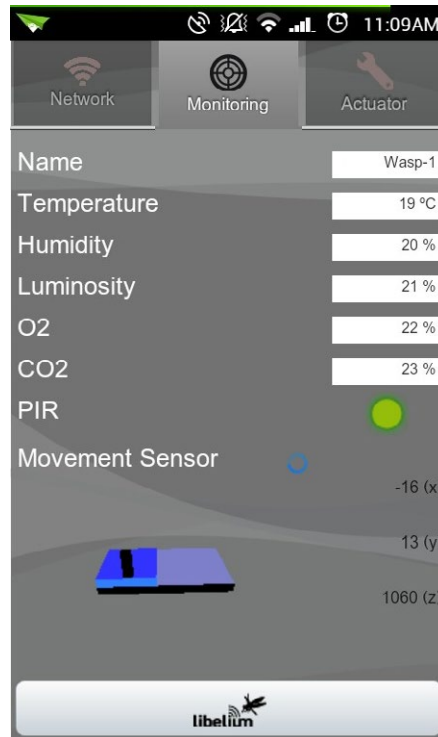 11:09AM
Network Monitoring Actuator
Name Wasp-1
Temperature 19 ºC
Humidity 20 %
Luminosity 21 %
O2 22 %
CO2 23 %
PIR
Movement Sensor
-16 (x
13 (y
1060 (z)
libelium